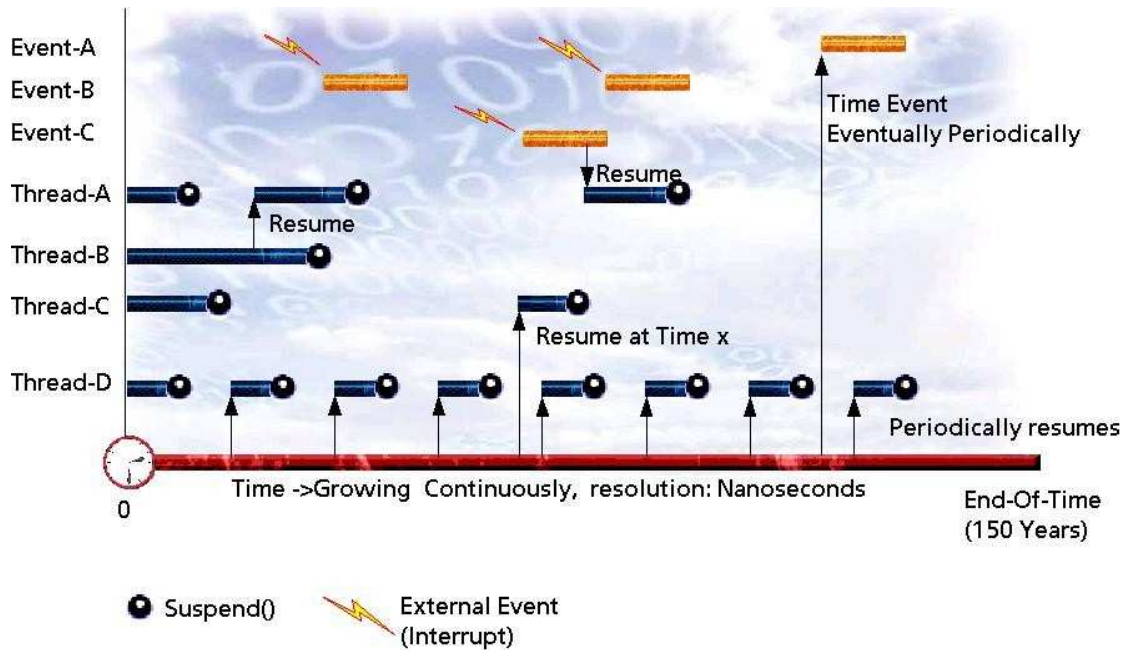 Event-A
Event-B
Time Event
Eventually Periodically
Event-C
Resume
Thread-A
Resume
Thread-B
Thread-C
Resume at Time x
Thread-D
Periodically resumes
Time ->Growing Continuously, resolution: Nanoseconds
0
End-Of-Time
(150 Years)
Suspend()
External Event
(Interrupt)